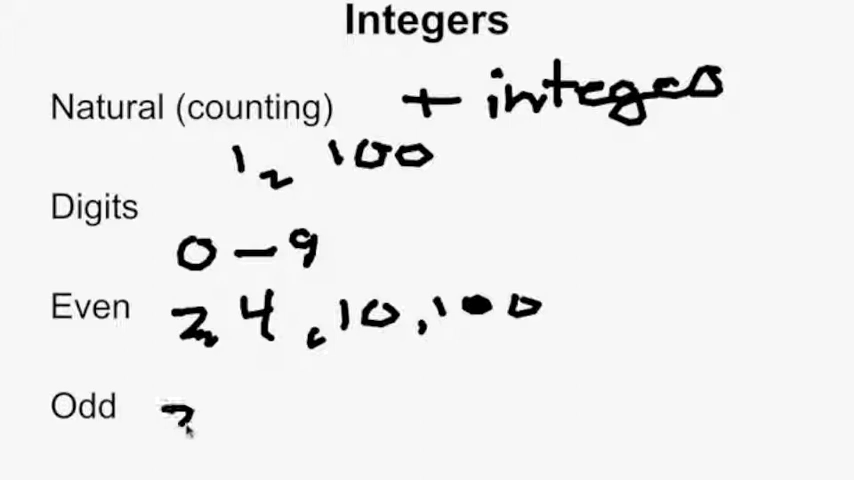 Integers
Natural (counting) + integers
1, 100
Digits
0 - 9
Even 2, 4, 10, 100
Odd